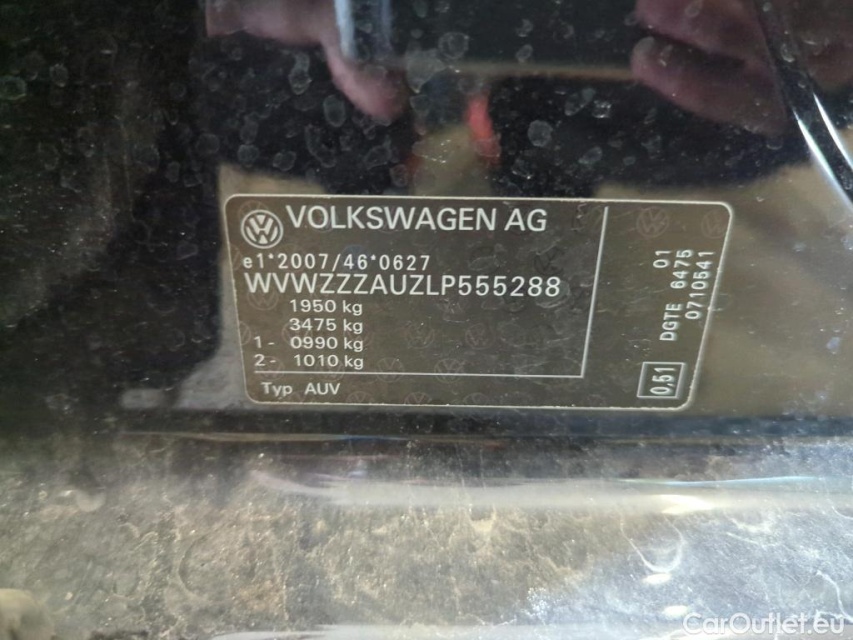 VOLKSWAGEN AG
e1*2007/46*0627
WVWZZZAUZLP555288
1950 kg
3475 kg
1- 0990 kg
2- 1010 kg
Typ AUV
01
DGTE 6475
0710541
0,51
CarOutlet.eu